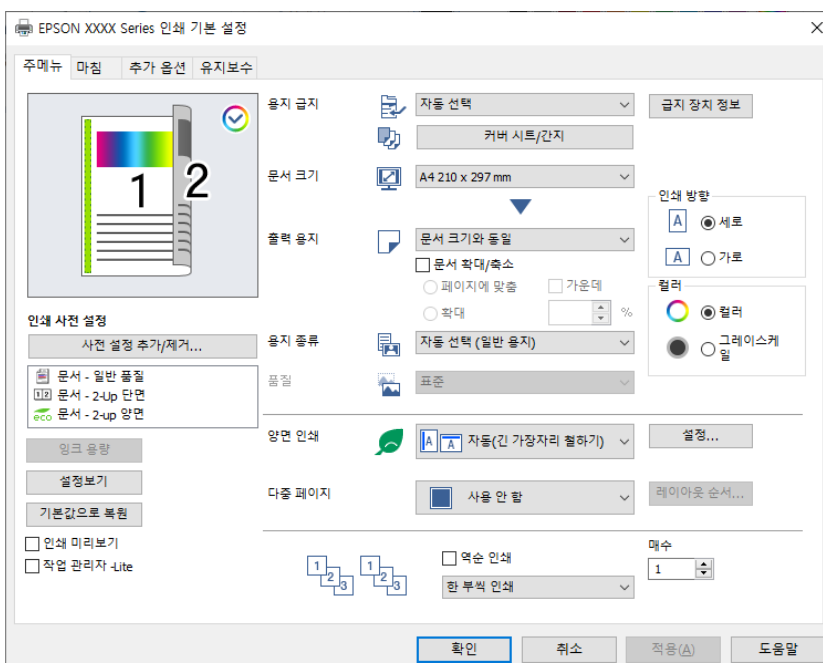 EPSON XXXX Series 인쇄 기본 설정
주메뉴 마침 추가 옵션 유지보수
1 2
인쇄 사전 설정
사전 설정 추가/제거...
문서 - 일반 품질
12 문서 - 2-Up 단면
eco 문서 - 2-up 양면
잉크 용량
설정보기
기본값으로 복원
인쇄 미리보기
작업 관리자 -Lite
용지 급지 자동 선택 급지 장치 정보
커버 시트/간지
문서 크기 A4 210 x 297 mm
출력 용지 문서 크기와 동일
문서 확대/축소
페이지에 맞춤 가운데
확대 %
인쇄 방향
A 세로
A 가로
컬러
컬러
그레이스케
일
용지 종류 자동 선택 (일반 용지)
품질 표준
양면 인쇄 A A 자동(긴 가장자리 철하기) 설정...
다중 페이지 사용 안 함 레이아웃 순서...
1 2 3 1 2 3
역순 인쇄
한 부씩 인쇄
매수
1
확인 취소 적용(A) 도움말